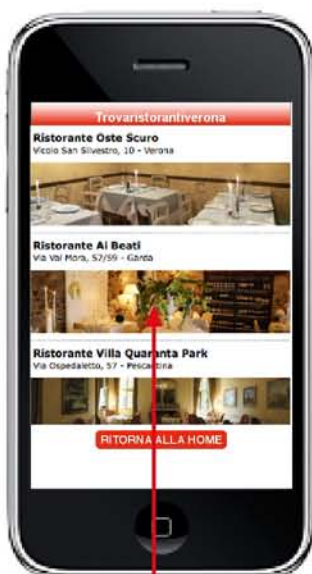 Trovaristorantiverona
Ristorante Oste Scuro
Vicolo San Silvestro, 10 - Verona
Ristorante Ai Beati
Via Val Mora, 57/59 - Garda
Ristorante Villa Quaranta Park
Via Ospedaletto, 57 - Pescantina
RITORNA ALLA HOME